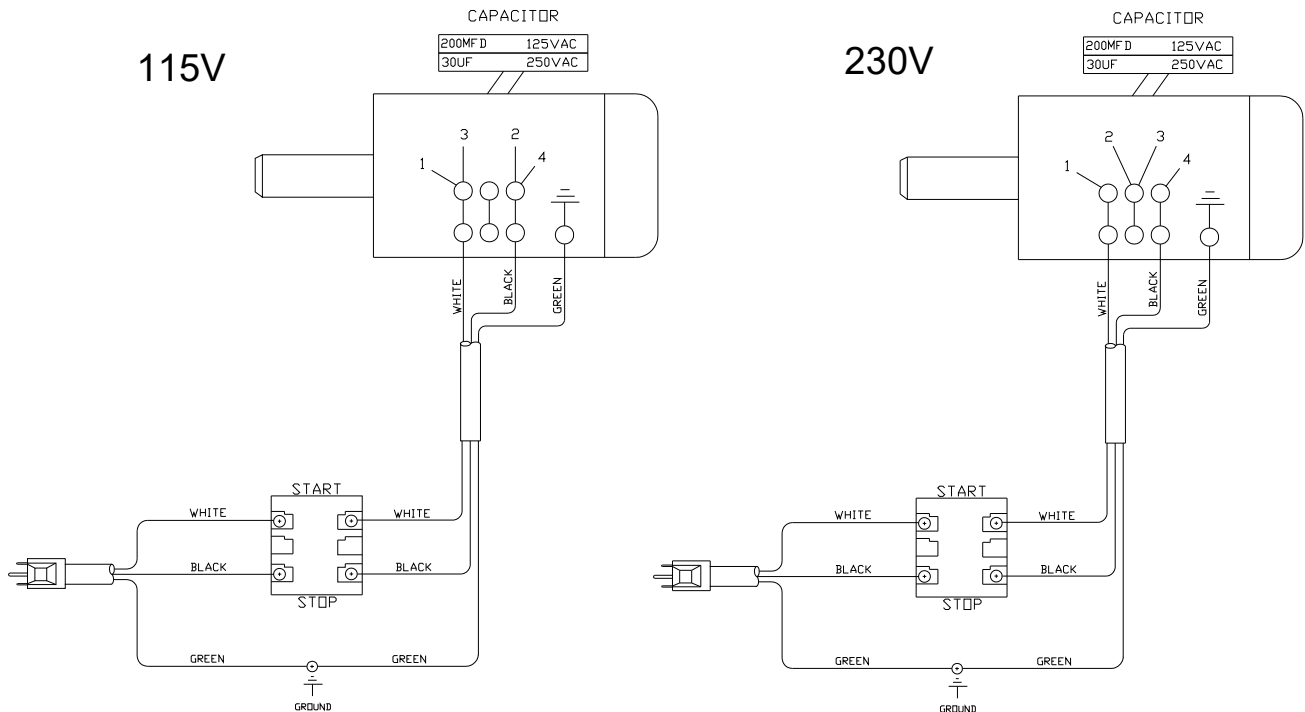 115V
CAPACITOR
200MFD 125VAC
30UF 250VAC
3 2
1 4
WHITE
BLACK
GREEN
START
WHITE WHITE
BLACK BLACK
STOP
GREEN GREEN
GROUND
230V
CAPACITOR
200MFD 125VAC
30UF 250VAC
2 3
1 4
WHITE
BLACK
GREEN
START
WHITE WHITE
BLACK BLACK
STOP
GREEN GREEN
GROUND